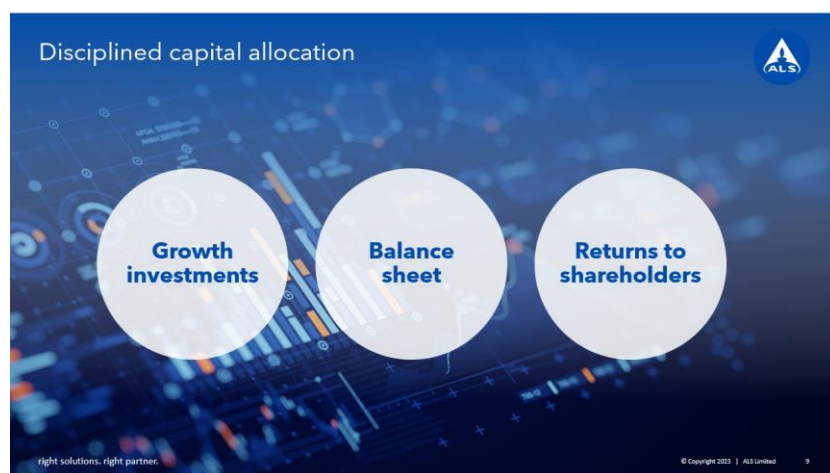 Disciplined capital allocation
ALS
Growth
investments
Balance
sheet
Returns to
shareholders
right solutions. right partner.
© Copyright 2023 | ALS Limited 9